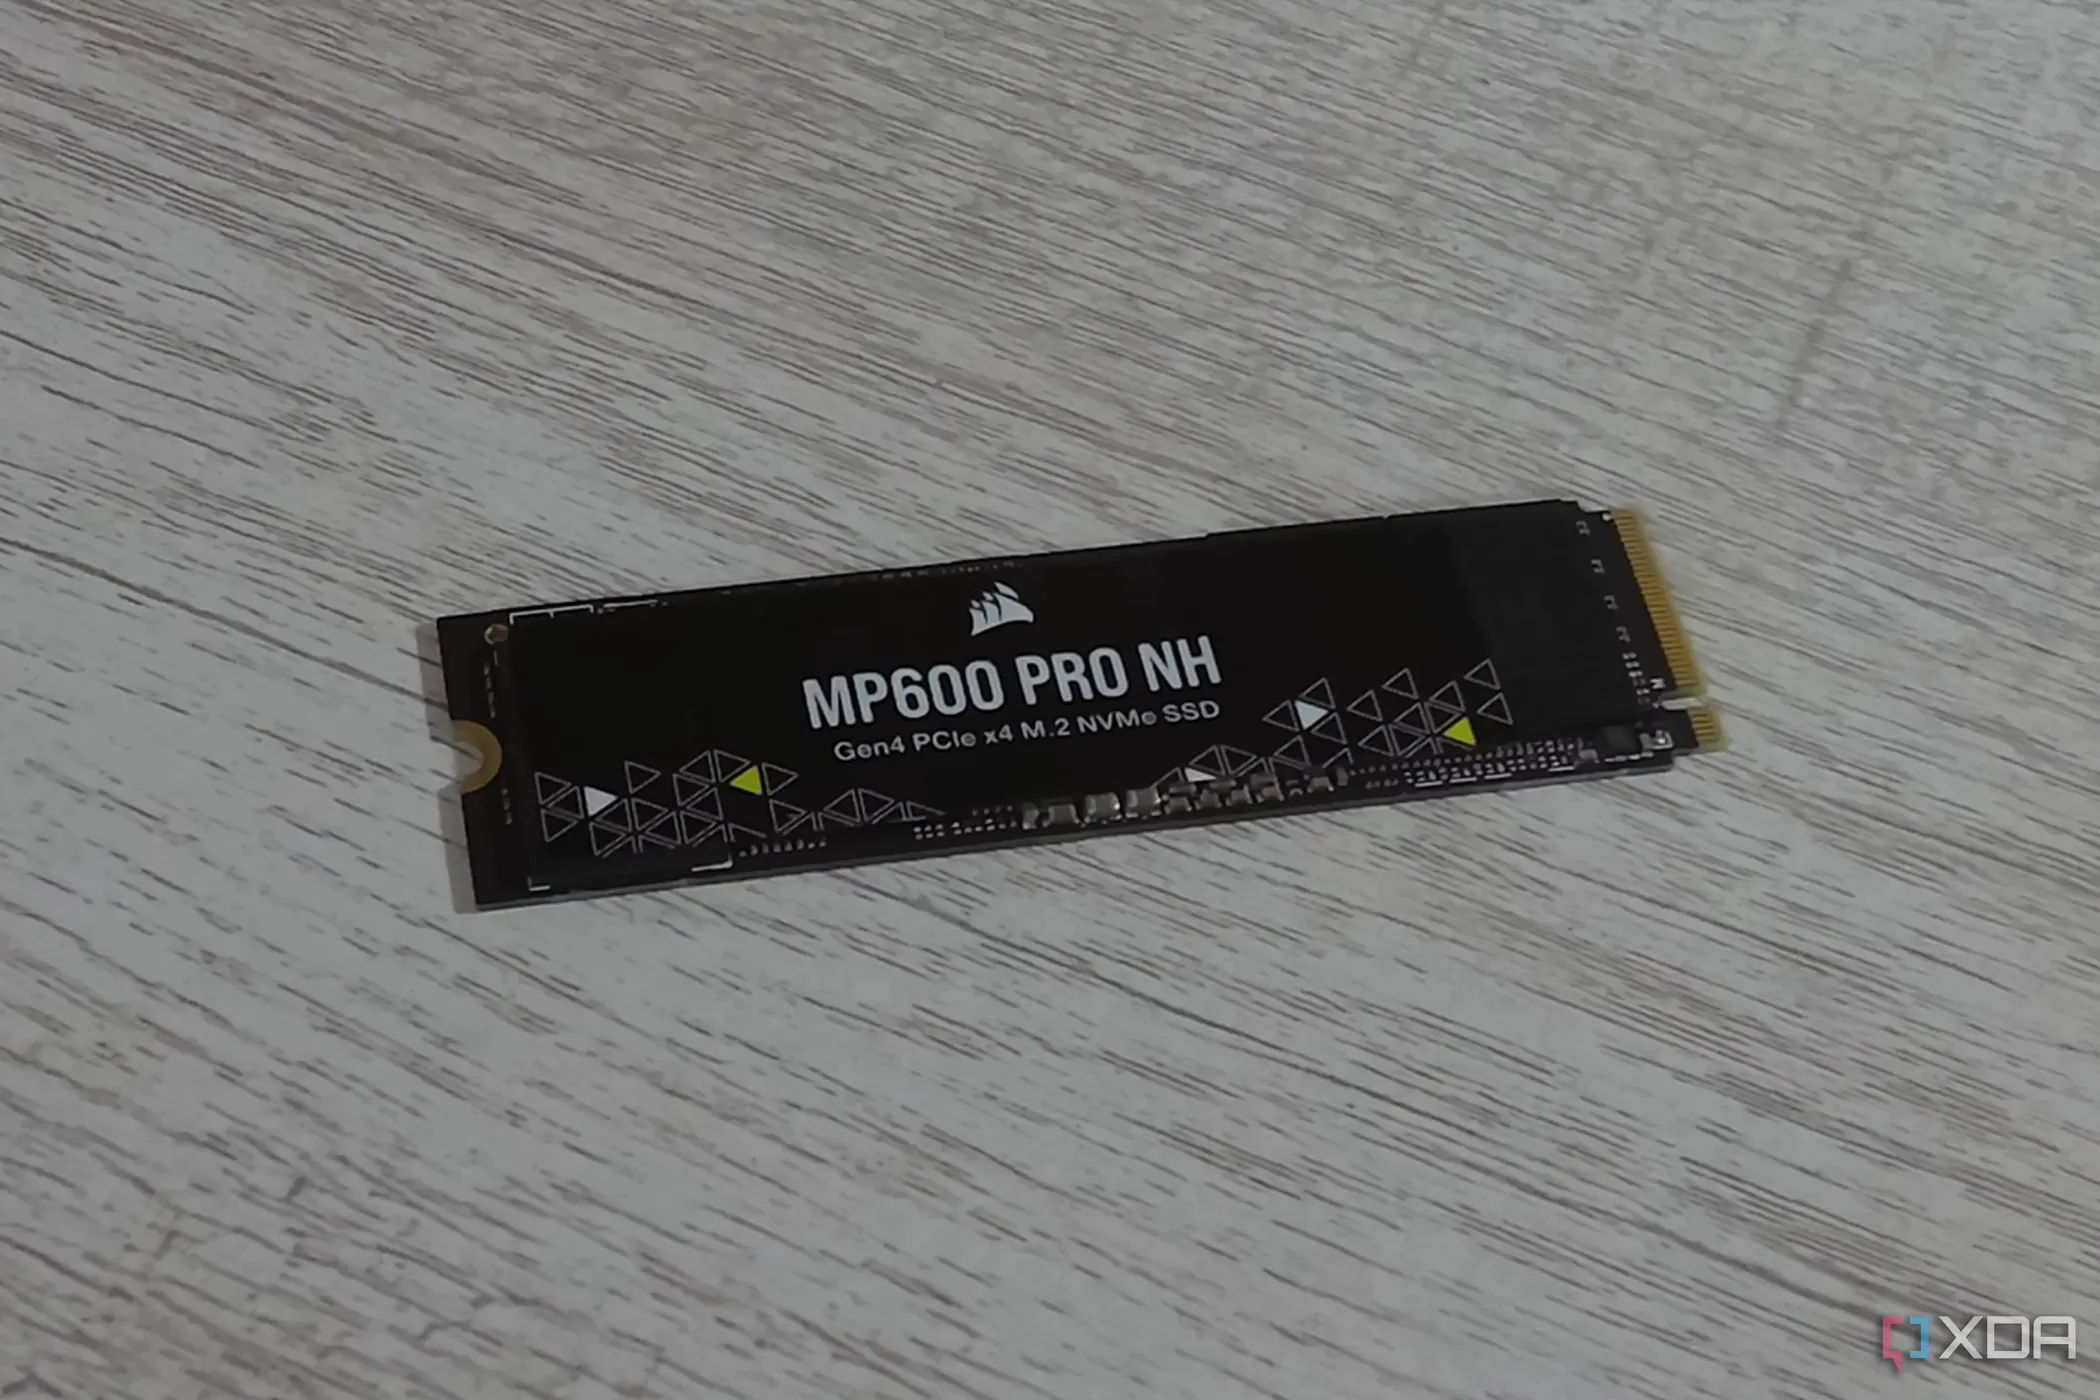 MP600 PRO NH
Gen4 PCIe x4 M.2 NVMe SSD
XDA